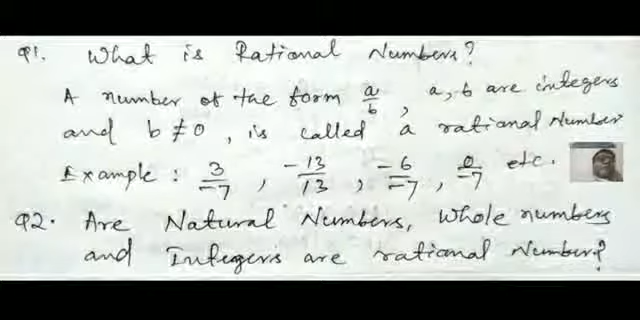 Q1. What is Rational Numbers?
A number of the form a/b, a, b are integers
and b ≠ 0, is called a rational Number
Example : 3/-7, -13/13, -6/-7, 0/-7 etc.
Q2. Are Natural Numbers, Whole numbers
and Integers are rational Number?